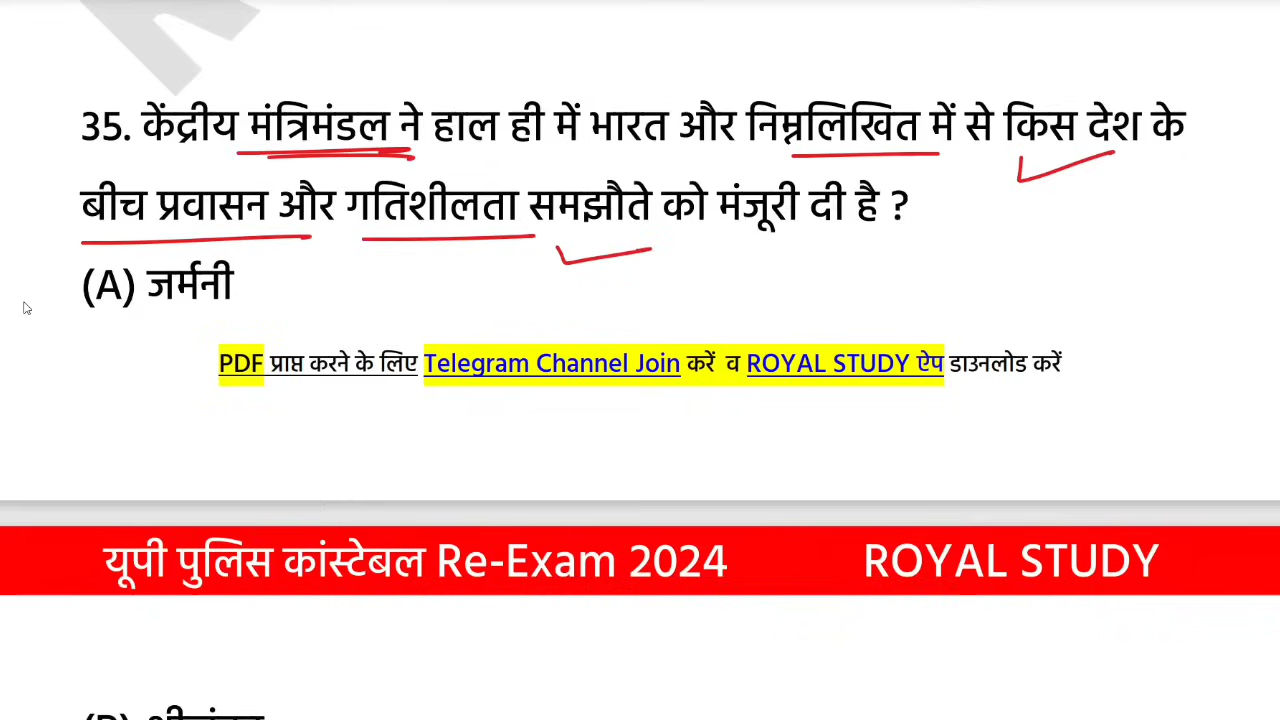 35. केंद्रीय मंत्रिमंडल ने हाल ही में भारत और निम्नलिखित में से किस देश के
बीच प्रवासन और गतिशीलता समझौते को मंजूरी दी है ?
(A) जर्मनी
PDF प्राप्त करने के लिए Telegram Channel Join करें व ROYAL STUDY ऐप डाउनलोड करें
यूपी पुलिस कांस्टेबल Re-Exam 2024 ROYAL STUDY